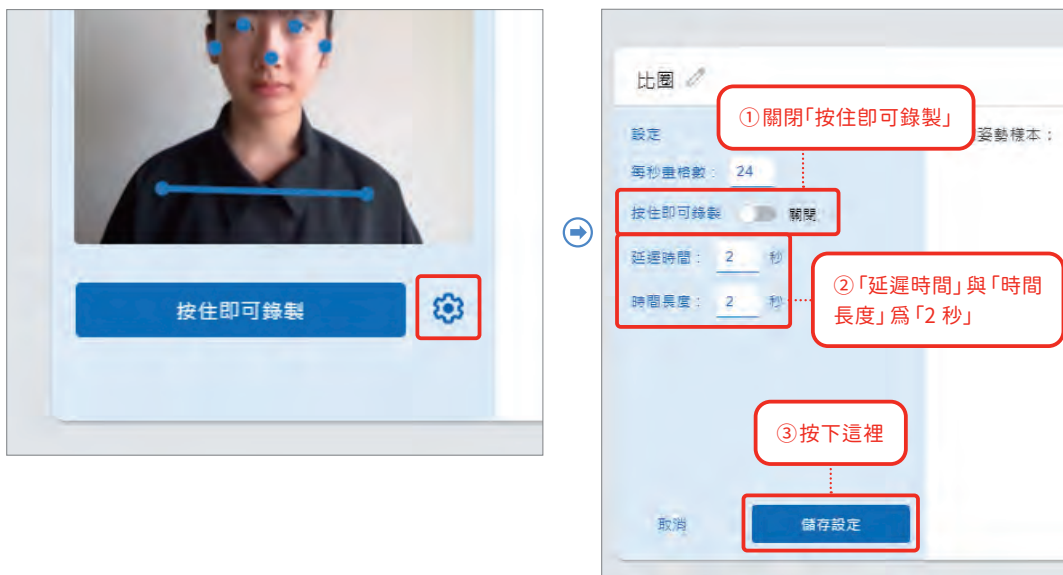 按住即可錄製
比圈
①關閉「按住即可錄製」
設定
姿勢樣本：
每秒畫格數： 24
按住即可錄製 關閉
延遲時間： 2 秒
時間長度： 2 秒
②「延遲時間」與「時間
長度」為「2 秒」
③按下這裡
取消
儲存設定